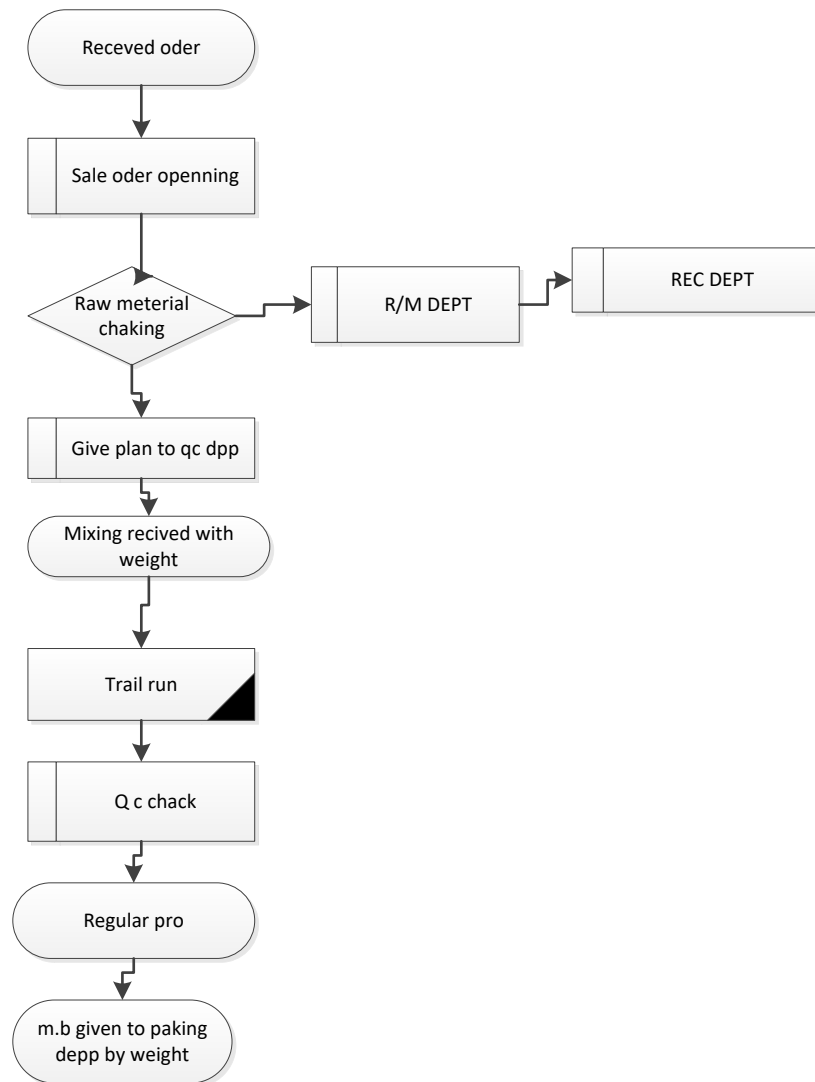 Receved oder
Sale oder openning
Raw meterial
chaking
R/M DEPT
REC DEPT
Give plan to qc dpp
Mixing recived with
weight
Trail run
Q c chack
Regular pro
m.b given to paking
depp by weight